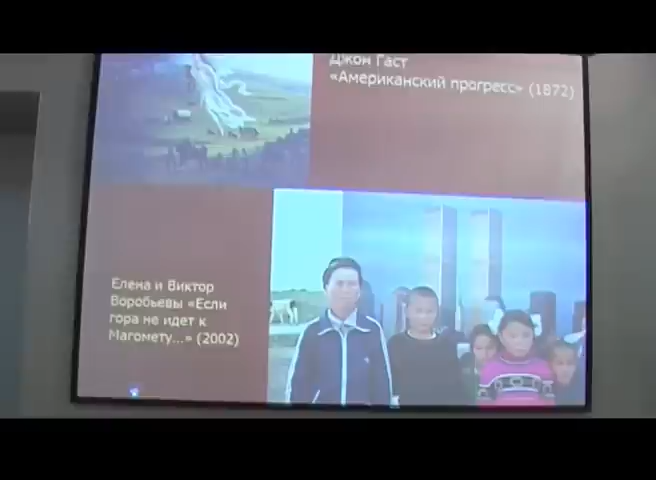 Джон Гаст
«Американский прогресс» (1872)
Елена и Виктор
Воробьевы «Если
гора не идет к
Магомету...» (2002)